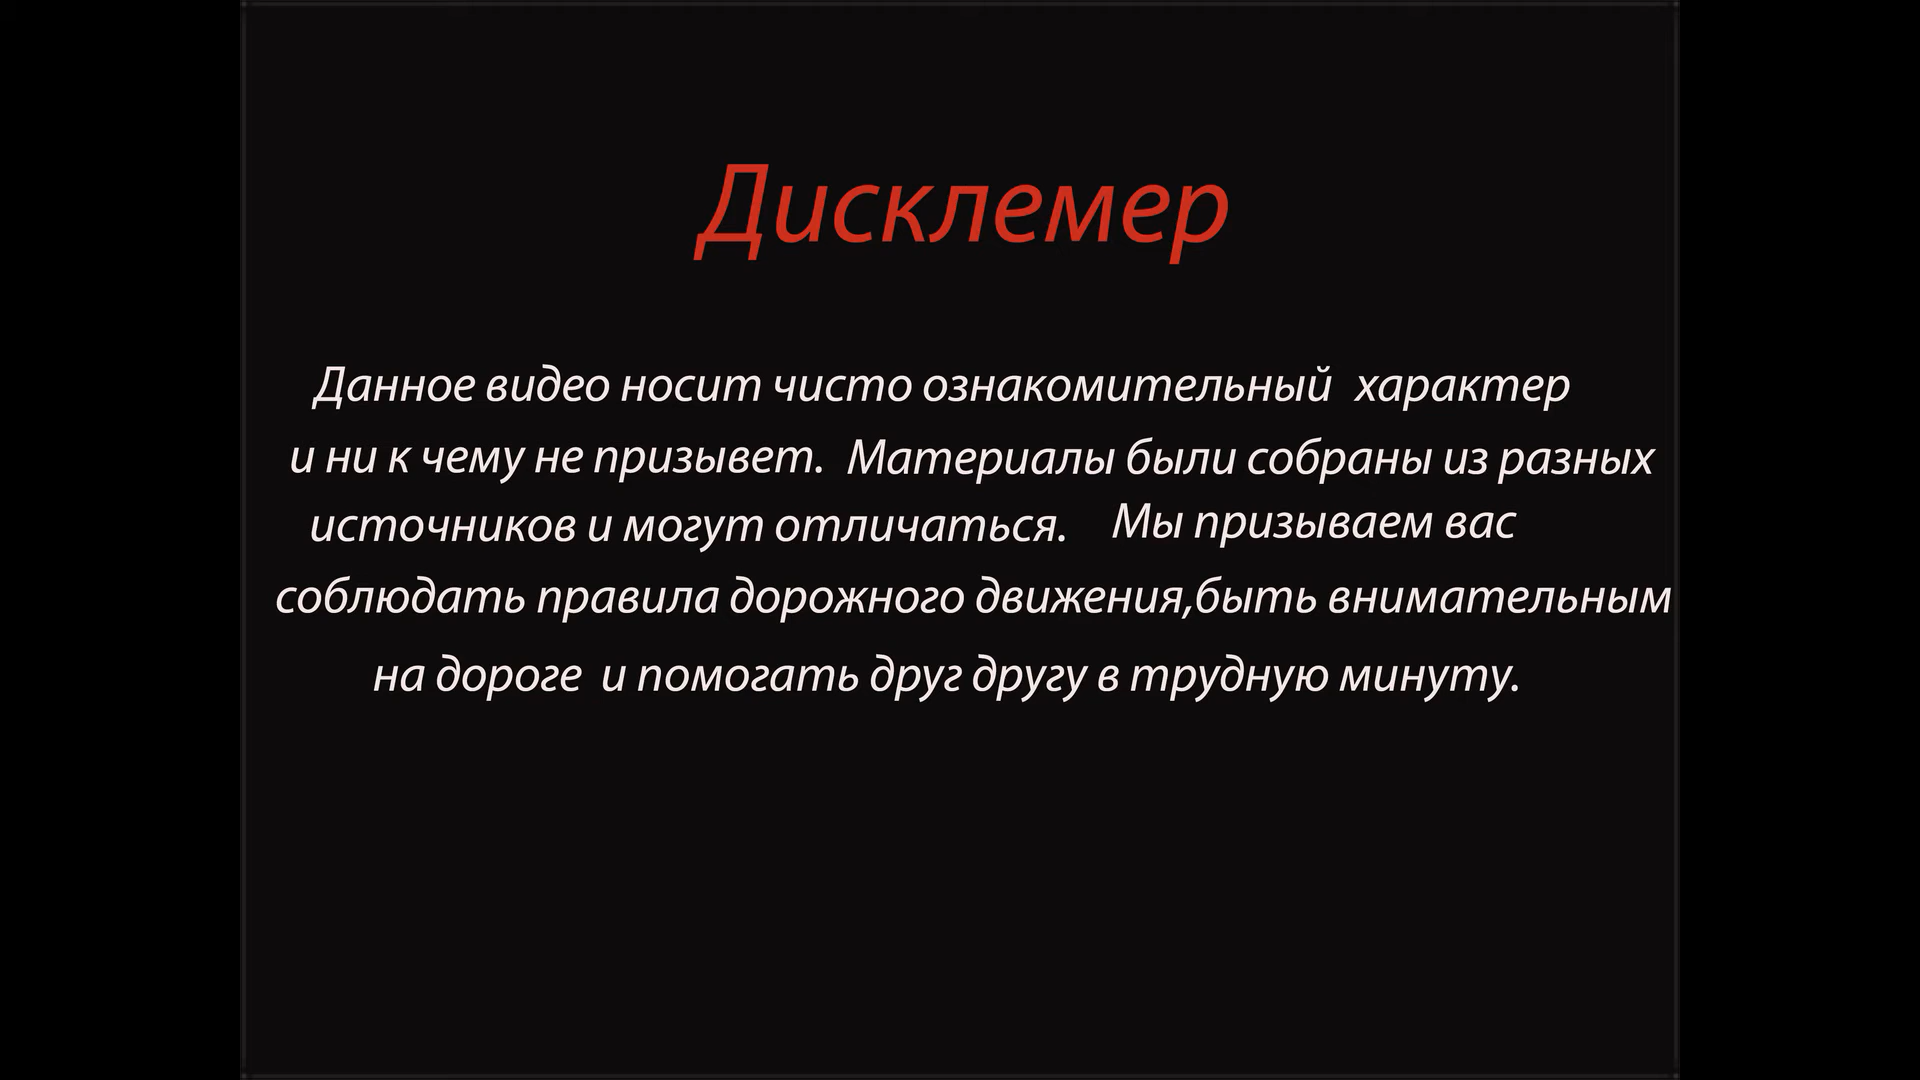 Дисклемер
Данное видео носит чисто ознакомительный характер
и ни к чему не призывет. Материалы были собраны из разных
источников и могут отличаться. Мы призываем вас
соблюдать правила дорожного движения,быть внимательным
на дороге и помогать друг другу в трудную минуту.